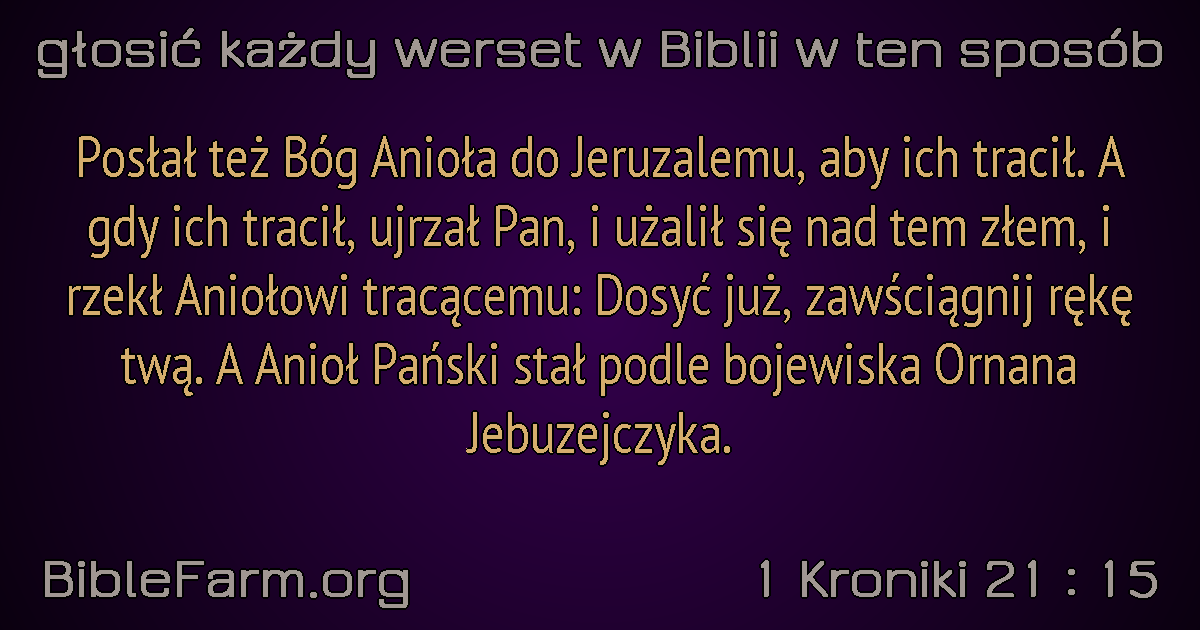 głosić każdy werset w Biblii w ten sposób
Posłał też Bóg Anioła do Jeruzalemu, aby ich tracił. A
gdy ich tracił, ujrzał Pan, i użalił się nad tem złem, i
rzekł Aniołowi tracącemu: Dosyć już, zawściągnij rękę
twą. A Anioł Pański stał podle bojewiska Ornana
Jebuzejczyka.
BibleFarm.org
1 Kroniki 21 : 15